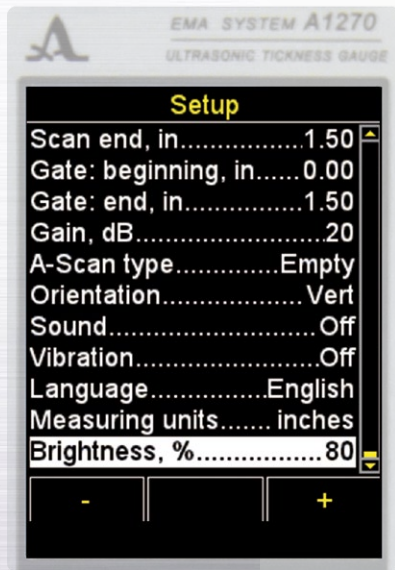 EMA SYSTEM A1270
ULTRASONIC TICKNESS GAUGE
Setup
Scan end, in.................1.50
Gate: beginning, in......0.00
Gate: end, in.................1.50
Gain, dB...........................20
A-Scan type..............Empty
Orientation....................Vert
Sound.............................Off
Vibration..........................Off
Language................English
Measuring units....... inches
Brightness, %..................80
- +